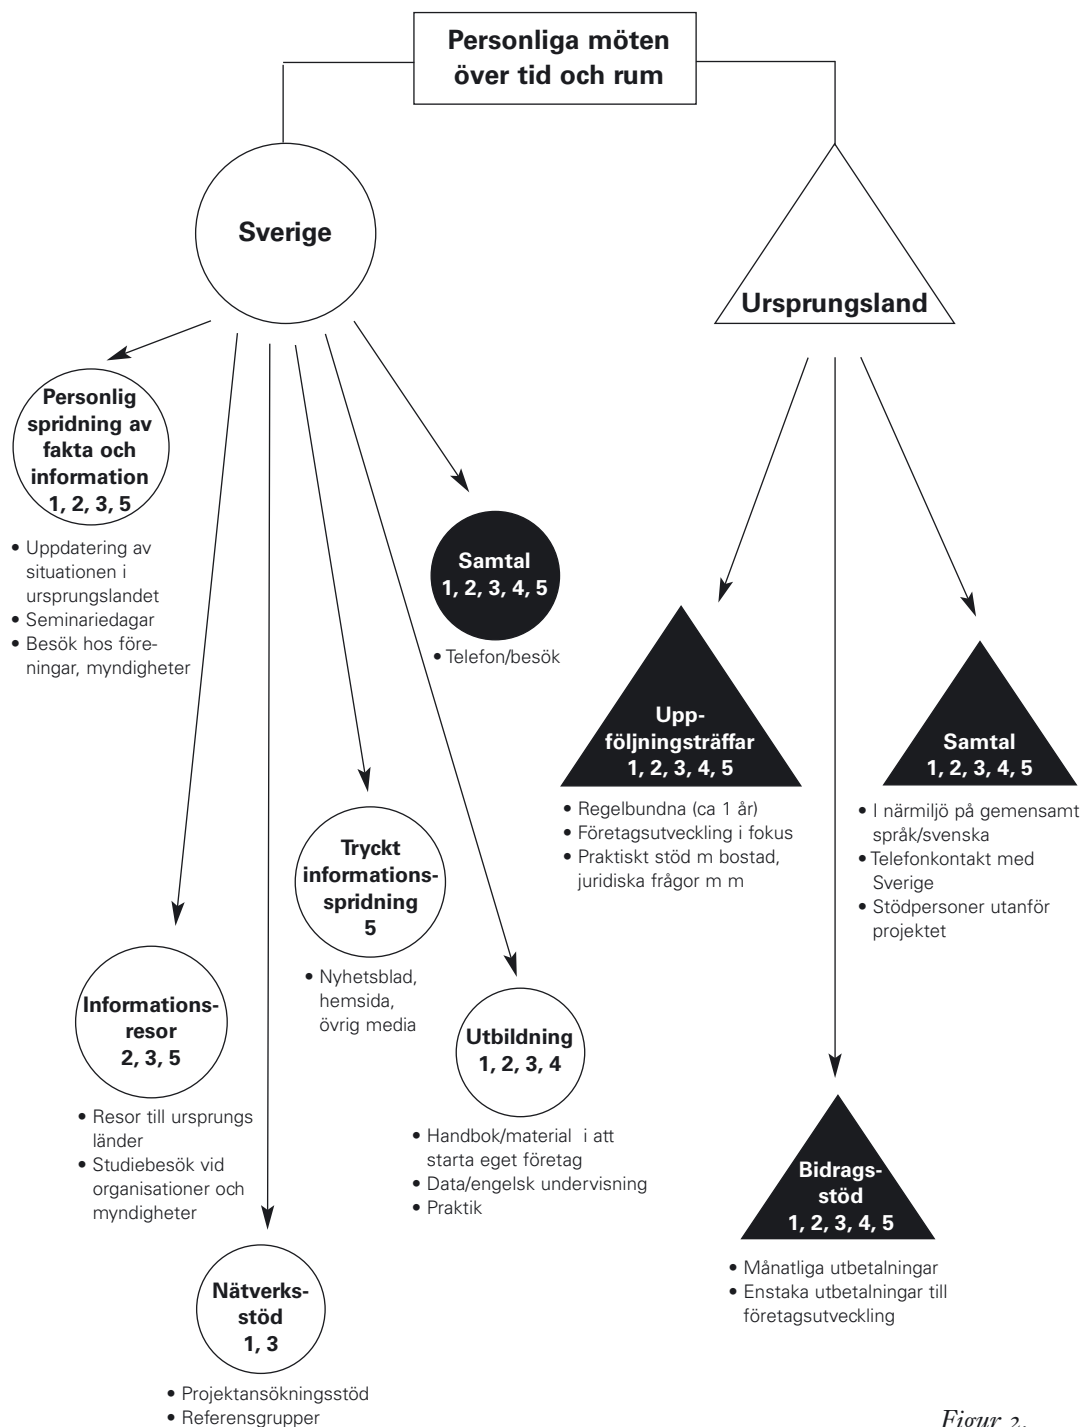 Personliga möten
över tid och rum
Sverige
Ursprungsland
Personlig
spridning av
fakta och
information
1, 2, 3, 5
• Uppdatering av
situationen i
ursprungslandet
• Seminariedagar
• Besök hos före-
ningar, myndigheter
Samtal
1, 2, 3, 4, 5
• Telefon/besök
Upp-
följningsträffar
1, 2, 3, 4, 5
• Regelbundna (ca 1 år)
• Företagsutveckling i fokus
• Praktiskt stöd m bostad,
juridiska frågor m m
Samtal
1, 2, 3, 4, 5
• I närmiljö på gemensamt
språk/svenska
• Telefonkontakt med
Sverige
• Stödpersoner utanför
projektet
Tryckt
informations-
spridning
5
• Nyhetsblad,
hemsida,
övrig media
Informations-
resor
2, 3, 5
• Resor till ursprungs
länder
• Studiebesök vid
organisationer och
myndigheter
Utbildning
1, 2, 3, 4
• Handbok/material i att
starta eget företag
• Data/engelsk undervisning
• Praktik
Bidrags-
stöd
1, 2, 3, 4, 5
• Månatliga utbetalningar
• Enstaka utbetalningar till
företagsutveckling
Nätverks-
stöd
1, 3
• Projektansökningsstöd
• Referensgrupper
Figur 2.